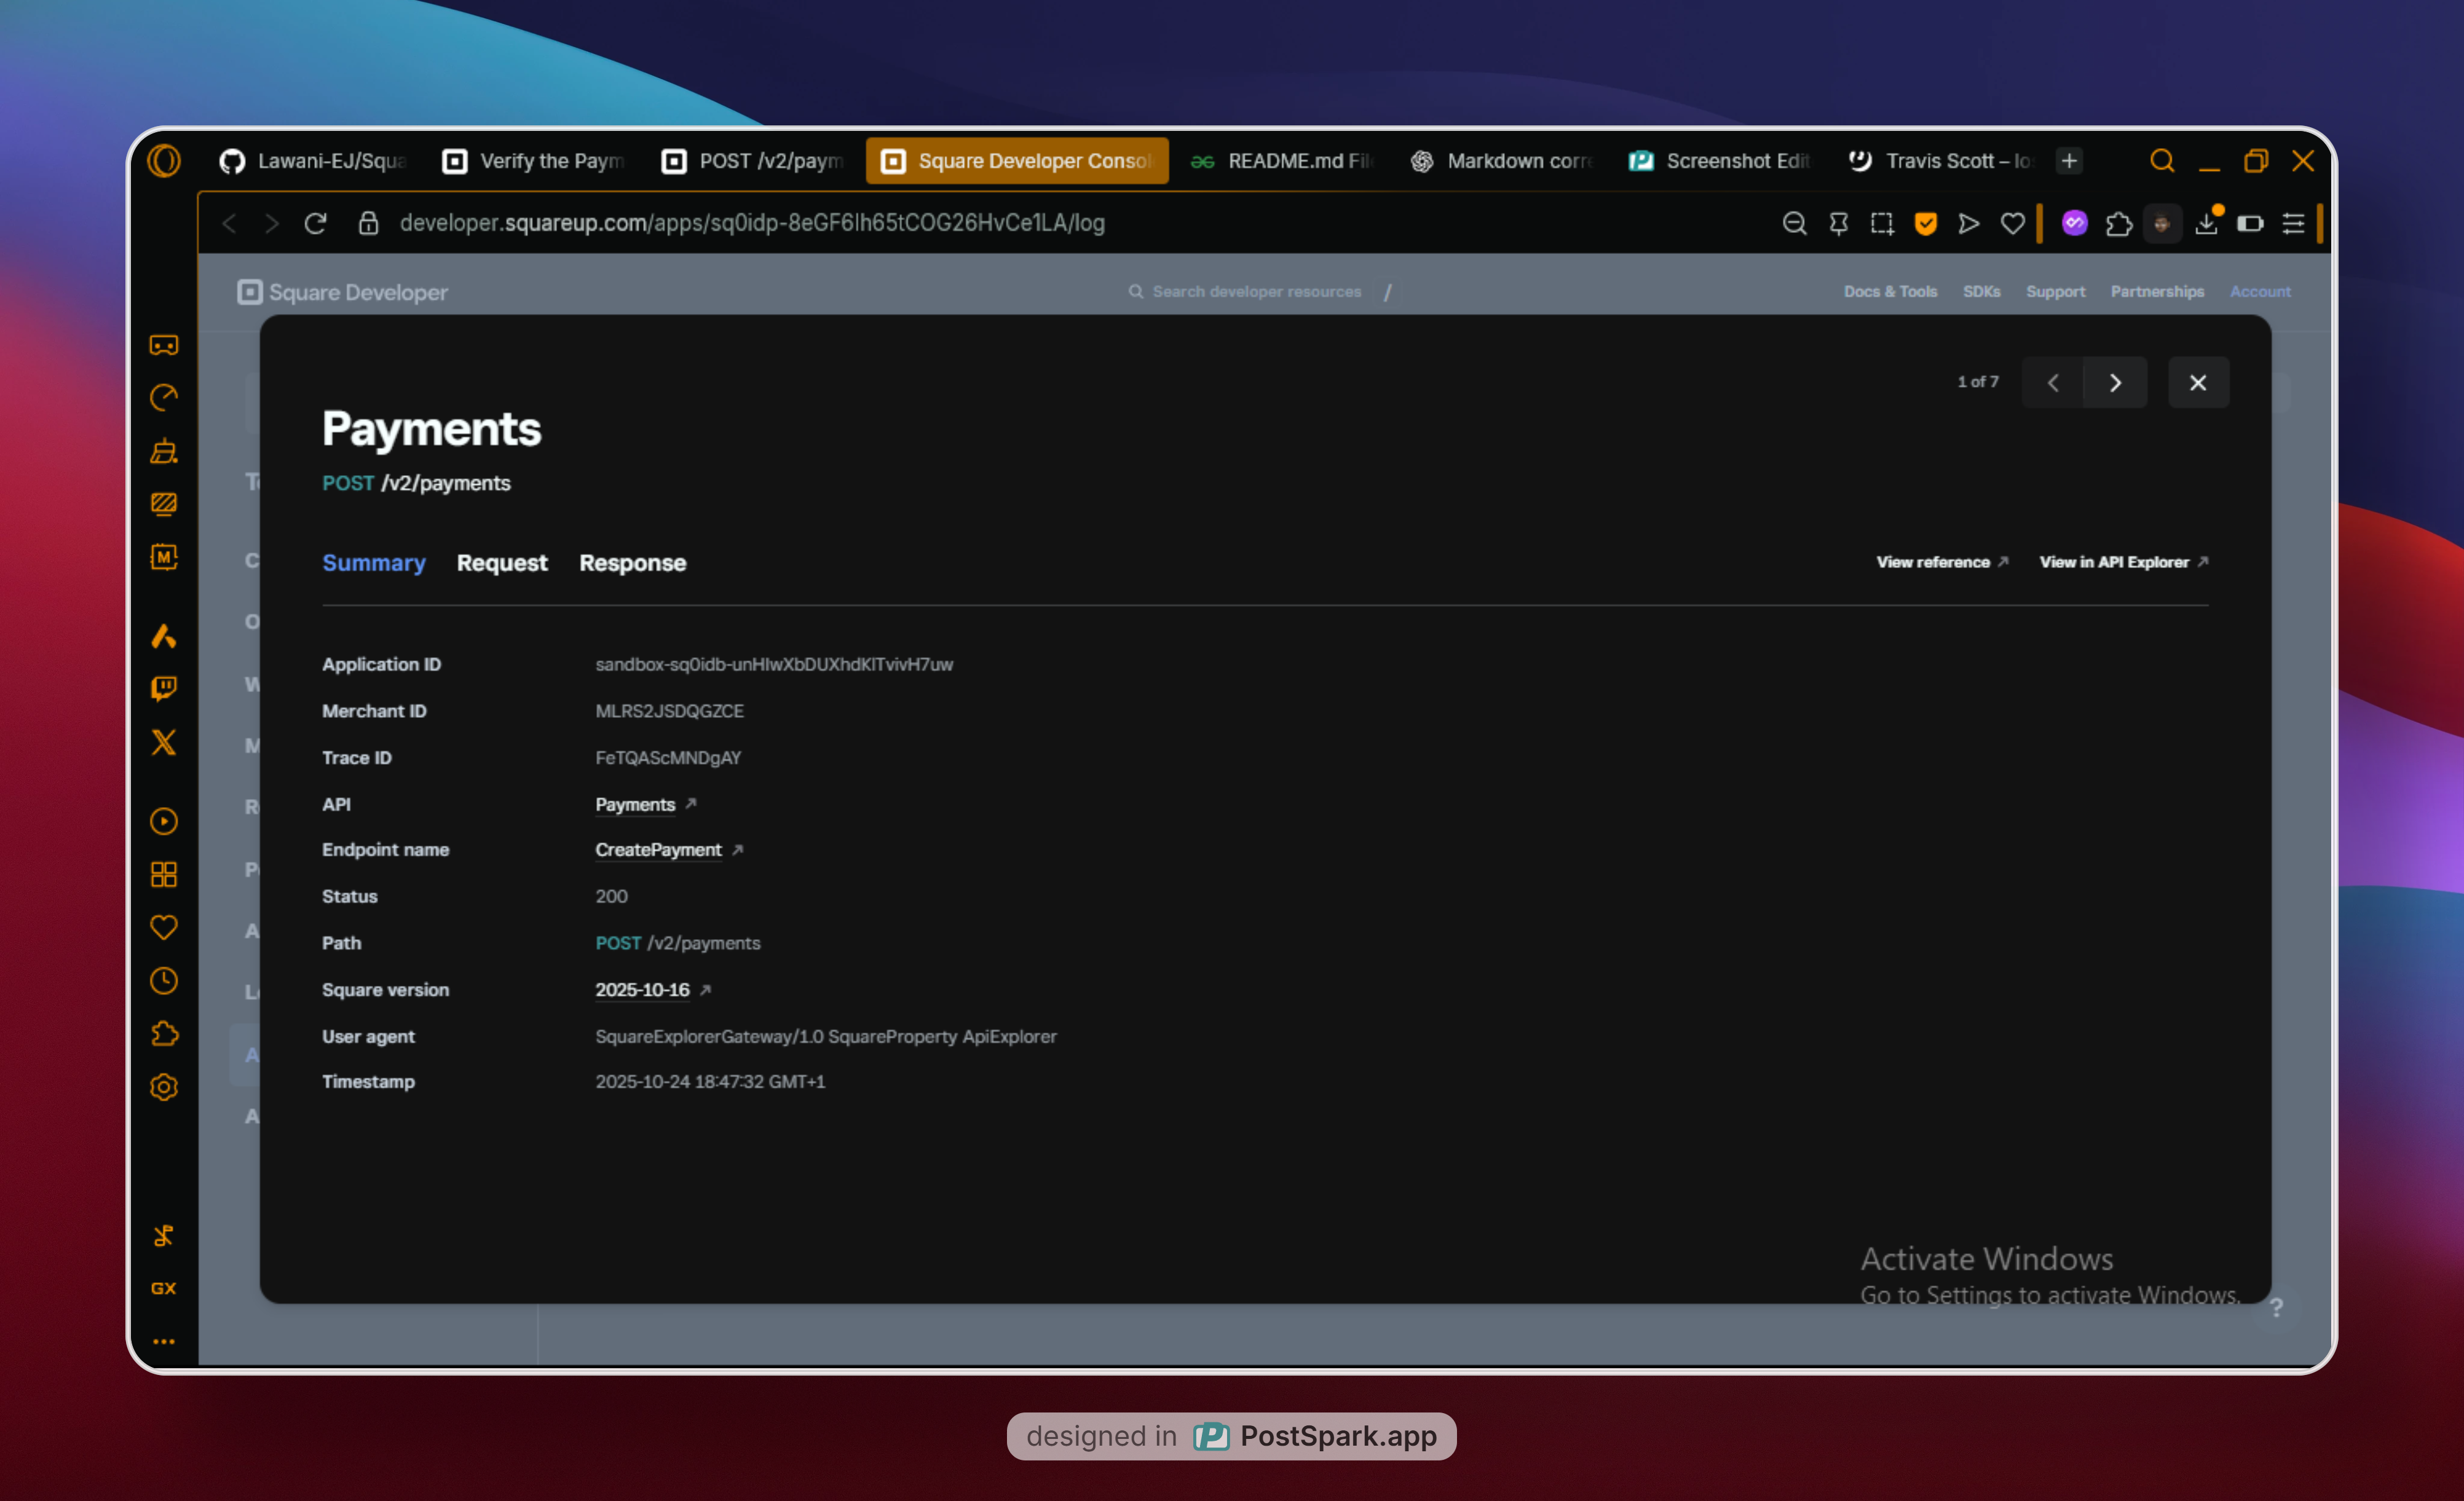 Lawani-EJ/Squa
Verify the Paym
POST /v2/paym
Square Developer Consol
README.md Fil
Markdown corre
Screenshot Edit
Travis Scott – lo
developer.squareup.com/apps/sq0idp-8eGF6lh65tCOG26HvCe1LA/log
Square Developer
Search developer resources /
Docs & Tools
SDKs
Support
Partnerships
Account
1 of 7
Payments
POST /v2/payments
Summary
Request
Response
View reference
View in API Explorer
Application ID sandbox-sq0idb-unHlwXbDUXhdKlTvivH7uw
Merchant ID MLRS2JSDQGZCE
Trace ID FeTQAScMNDgAY
API Payments
Endpoint name CreatePayment
Status 200
Path POST /v2/payments
Square version 2025-10-16
User agent SquareExplorerGateway/1.0 SquareProperty ApiExplorer
Timestamp 2025-10-24 18:47:32 GMT+1
GX
Activate Windows
Go to Settings to activate Windows.
?
designed in PostSpark.app